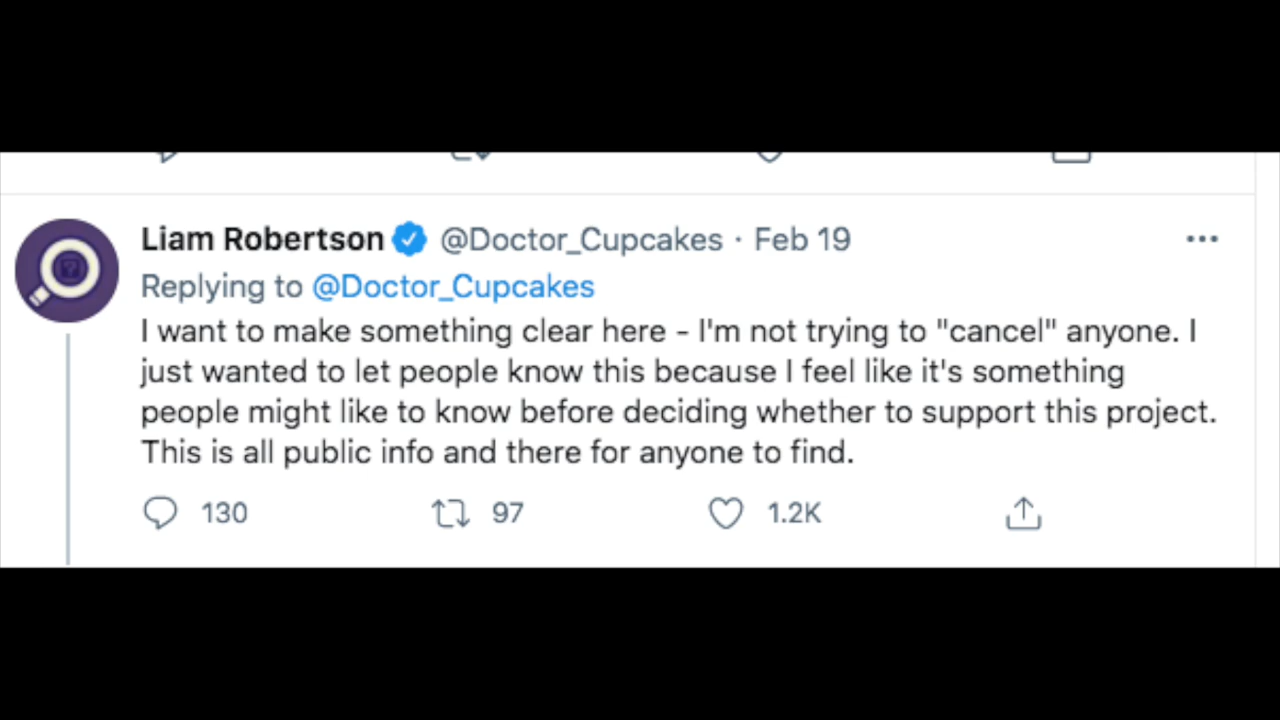 Liam Robertson @Doctor_Cupcakes · Feb 19
Replying to @Doctor_Cupcakes
I want to make something clear here - I'm not trying to "cancel" anyone. I
just wanted to let people know this because I feel like it's something
people might like to know before deciding whether to support this project.
This is all public info and there for anyone to find.
130 97 1.2K